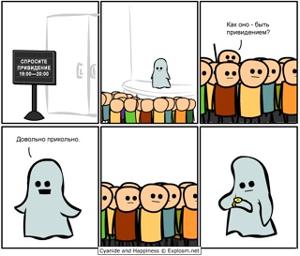 СПРОСИТЕ
ПРИВИДЕНИЕ
19:00—20:00
Как оно - быть
привидением?
Довольно прикольно.
Cyanide and Happiness © Explosm.net